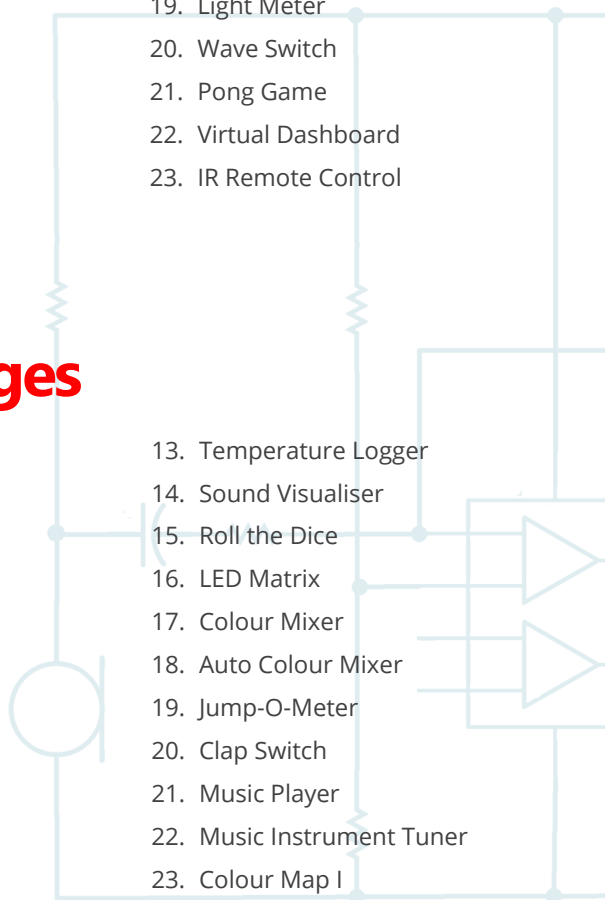 19. Light Meter
20. Wave Switch
21. Pong Game
22. Virtual Dashboard
23. IR Remote Control
ges
13. Temperature Logger
14. Sound Visualiser
15. Roll the Dice
16. LED Matrix
17. Colour Mixer
18. Auto Colour Mixer
19. Jump-O-Meter
20. Clap Switch
21. Music Player
22. Music Instrument Tuner
23. Colour Map I